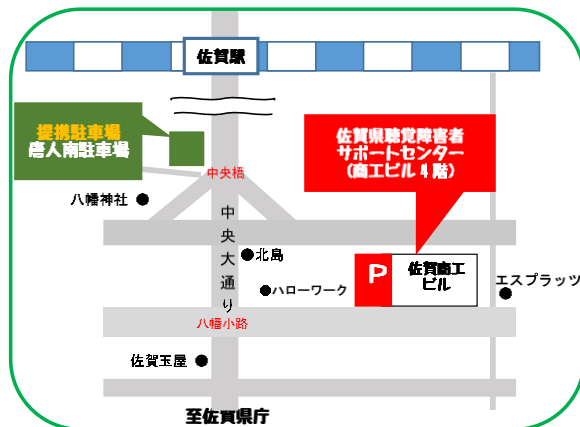 佐賀駅
提携駐車場
唐人南駐車場
佐賀県聴覚障害者
サポートセンター
(商工ビル4階)
中央橋
八幡神社
中央大通り
北島
P
佐賀商工
ビル
エスプラッツ
ハローワーク
八幡小路
佐賀玉屋
至佐賀県庁